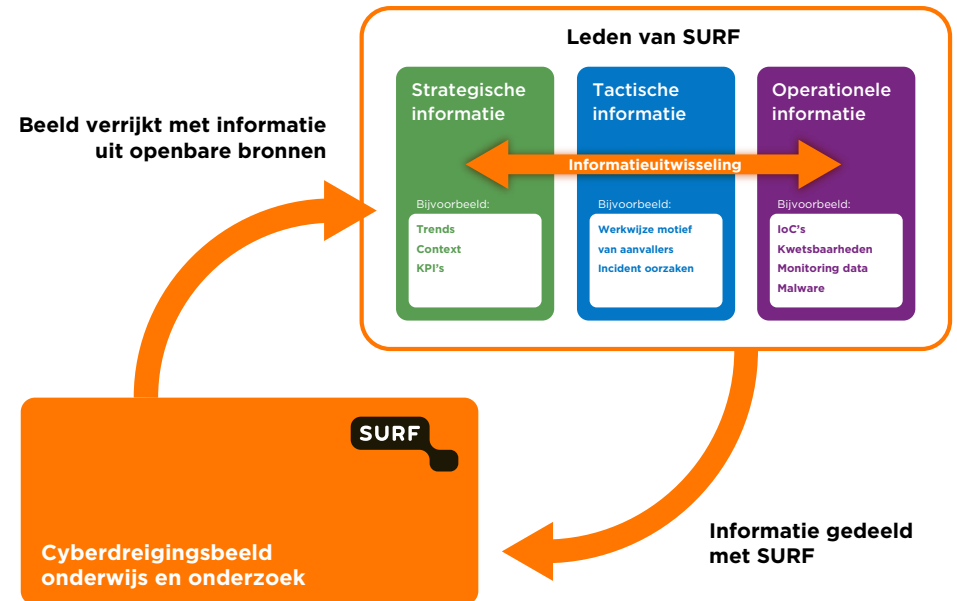 Leden van SURF
Beeld verrijkt met informatie
uit openbare bronnen
Strategische
informatie
Tactische
informatie
Operationele
informatie
Informatieuitwisseling
Bijvoorbeeld:
Trends
Context
KPI's
Bijvoorbeeld:
Werkwijze motief
van aanvallers
Incident oorzaken
Bijvoorbeeld:
IoC's
Kwetsbaarheden
Monitoring data
Malware
SURF
Cyberdreigingsbeeld
onderwijs en onderzoek
Informatie gedeeld
met SURF